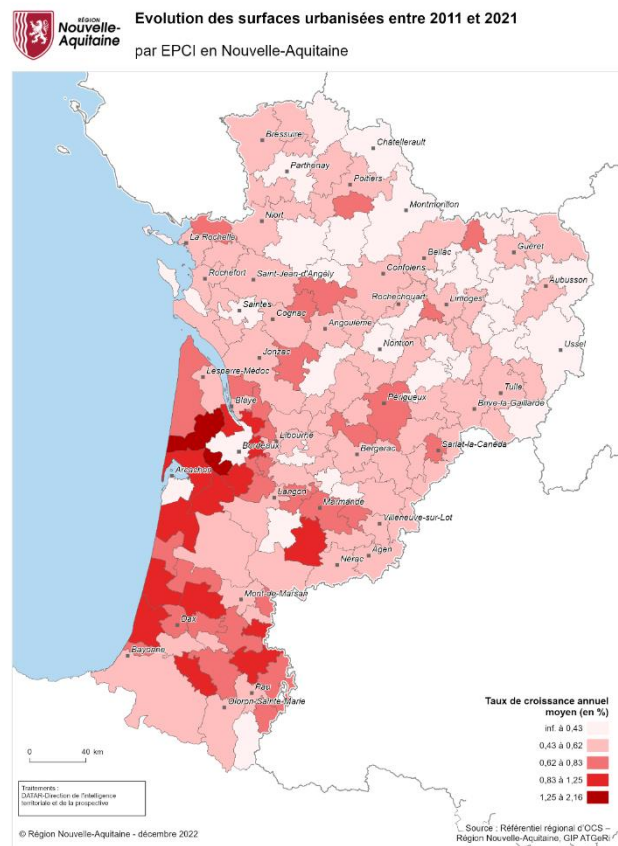 RÉGION
Nouvelle-
Aquitaine
Evolution des surfaces urbanisées entre 2011 et 2021
par EPCI en Nouvelle-Aquitaine
Bressuire
Châtellerault
Parthenay
Poitiers
Montmorillon
Niort
La Rochelle
Bellac
Guéret
Rochefort
Saint-Jean-d'Angély
Confolens
Aubusson
Saintes
Rochechouart
Limoges
Cognac
Angoulême
Ussel
Jonzac
Nontron
Lesparre-Médoc
Tulle
Blaye
Périgueux
Brive-la-Gaillarde
Libourne
Bordeaux
Bergerac
Sarlat-la-Canéda
Arcachon
Langon
Marmande
Villeneuve-sur-Lot
Agen
Nérac
Mont-de-Marsan
Dax
Bayonne
Pau
Oloron-Sainte-Marie
Taux de croissance annuel
moyen (en %)
inf. à 0,43
0,43 à 0,62
0,62 à 0,83
0,83 à 1,25
1,25 à 2,16
0 40 km
Traitements :
DATAR-Direction de l'intelligence
territoriale et de la prospective
© Région Nouvelle-Aquitaine - décembre 2022
Source : Référentiel régional d'OCS –
Région Nouvelle-Aquitaine, GIP ATGeRi